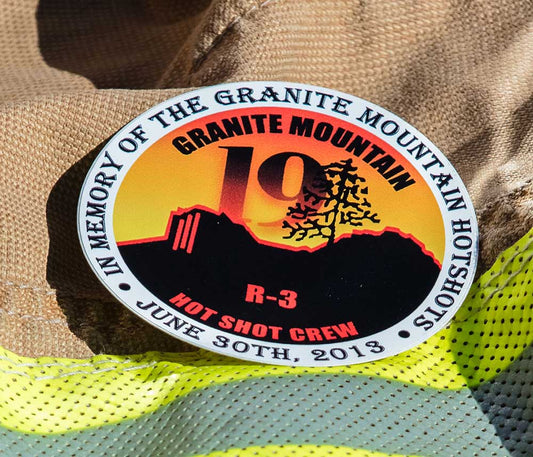 • IN MEMORY OF THE GRANITE MOUNTAIN HOTSHOTS •
GRANITE MOUNTAIN
19
R-3
HOT SHOT CREW
JUNE 30TH, 2013